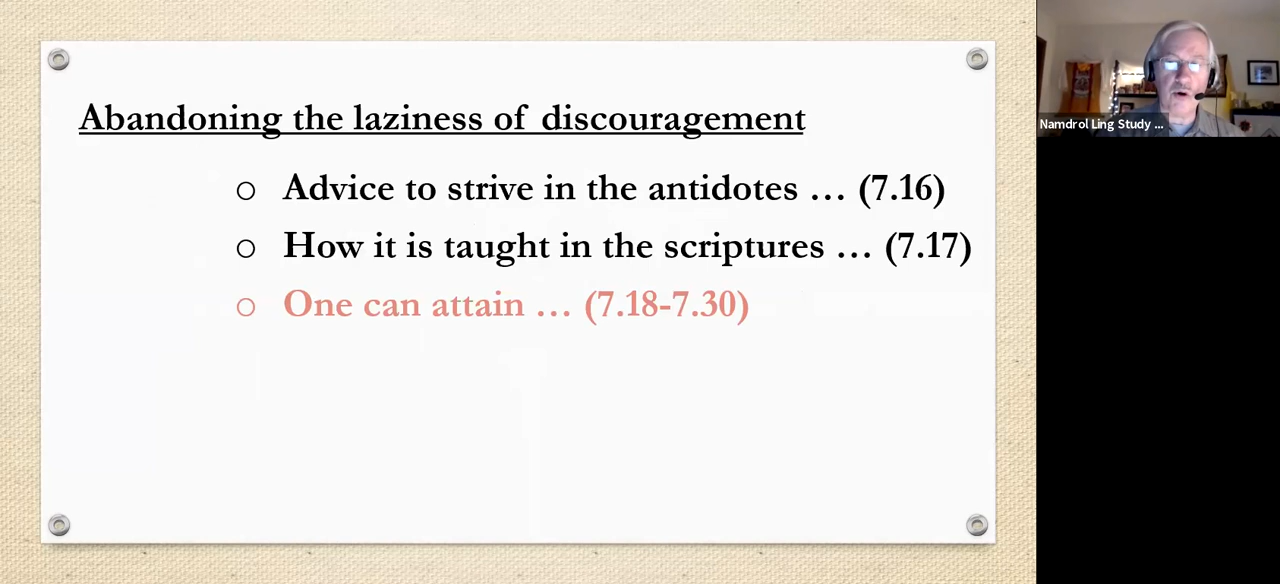 Abandoning the laziness of discouragement
Advice to strive in the antidotes … (7.16)
How it is taught in the scriptures … (7.17)
One can attain … (7.18-7.30)
Namdrol Ling Study ...